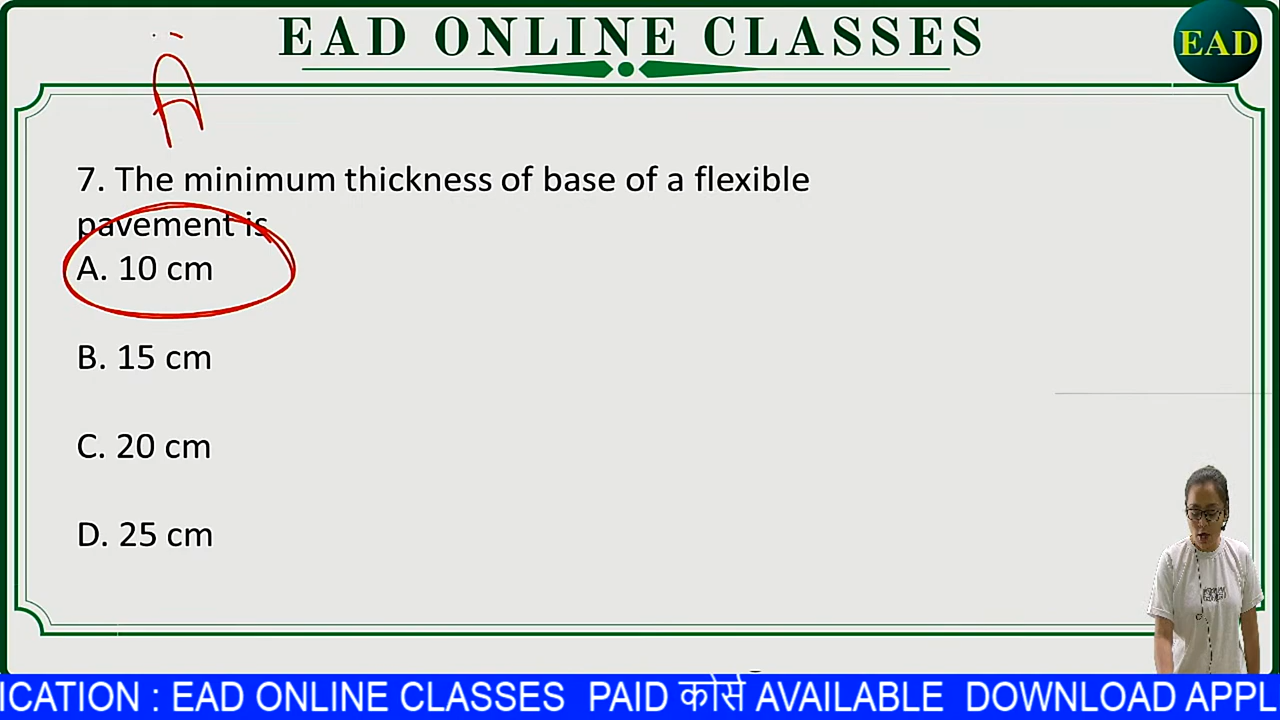 EAD ONLINE CLASSES
EAD
A
7. The minimum thickness of base of a flexible
pavement is
A. 10 cm
B. 15 cm
C. 20 cm
D. 25 cm
ICATION : EAD ONLINE CLASSES PAID कोर्स AVAILABLE DOWNLOAD APPL